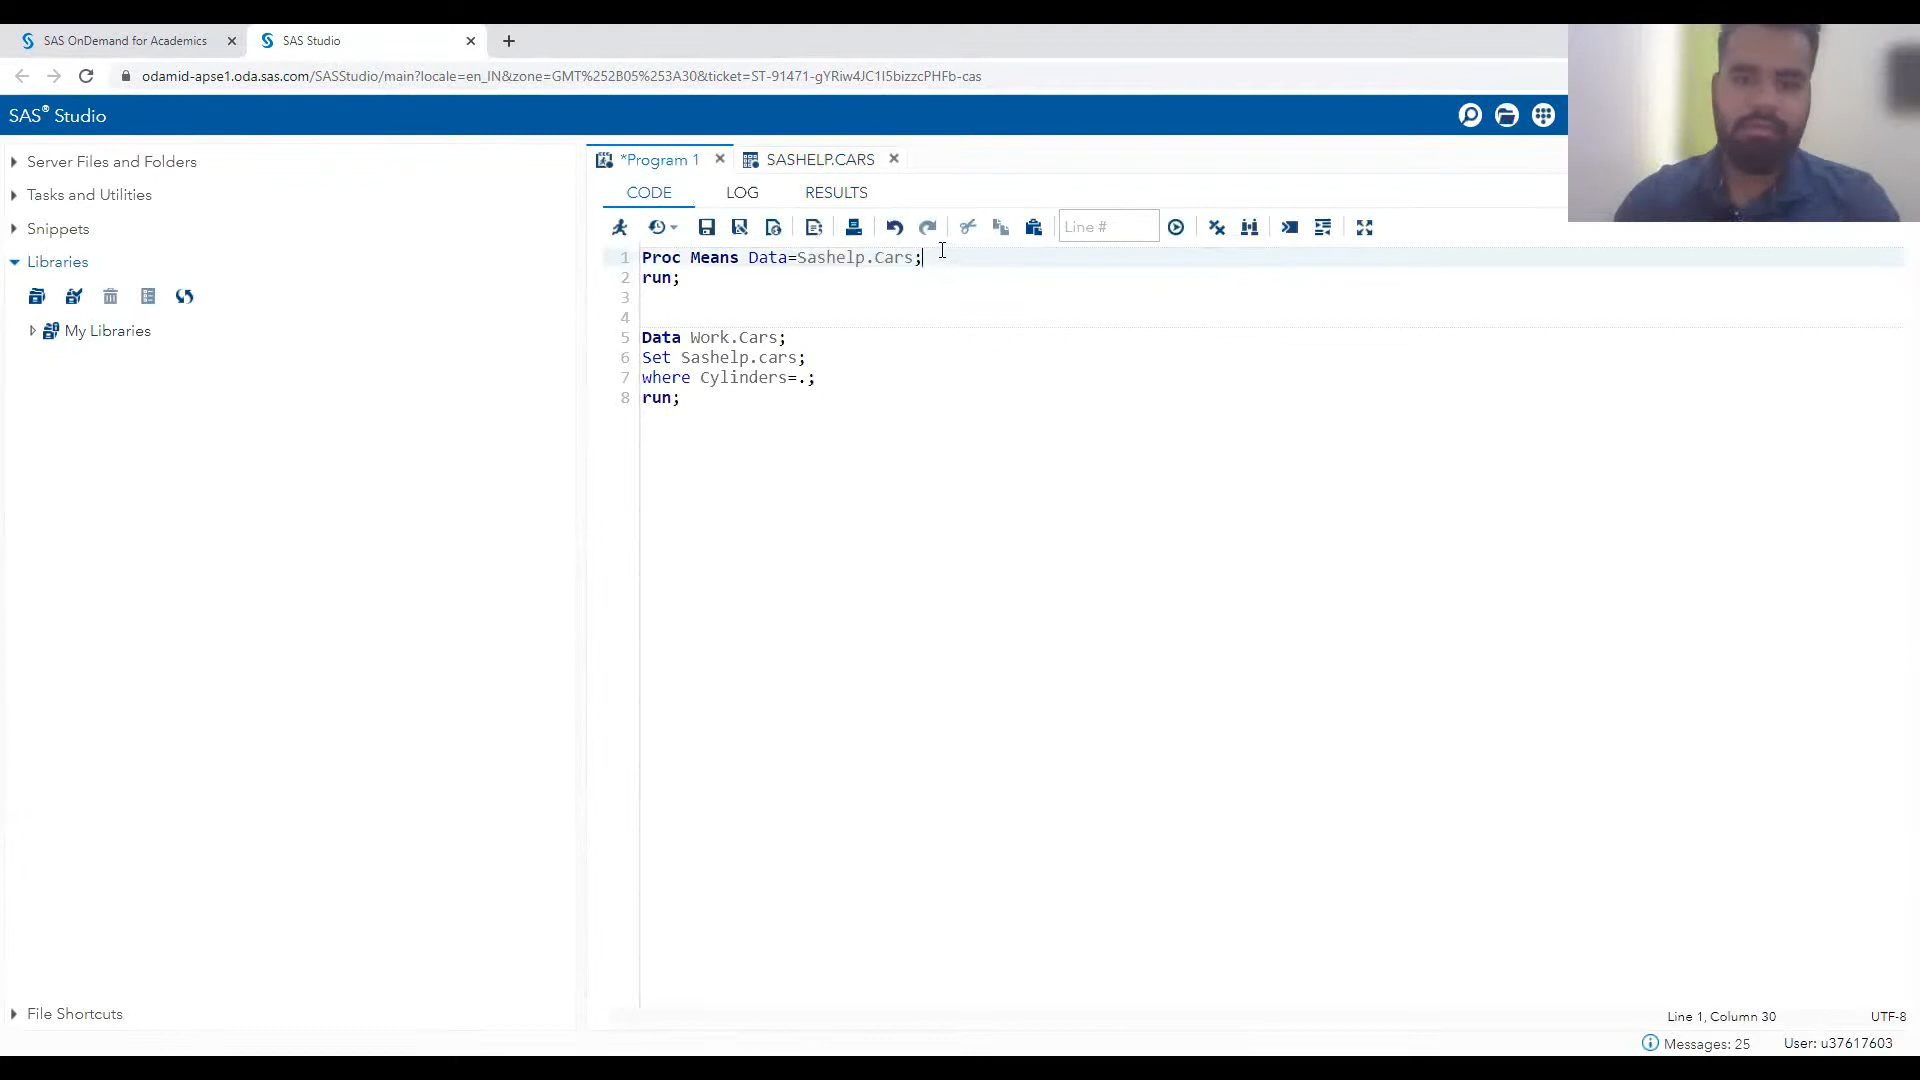 SAS OnDemand for Academics
SAS Studio
odamid-apse1.oda.sas.com/SASStudio/main?locale=en_IN&zone=GMT%252B05%253A30&ticket=ST-91471-gYRiw4JC1I5bizzcPHFb-cas
SAS® Studio
Server Files and Folders
Tasks and Utilities
Snippets
Libraries
My Libraries
File Shortcuts
*Program 1
SASHELP.CARS
CODE LOG RESULTS
Line #
1 Proc Means Data=Sashelp.Cars;
2 run;
3
4
5 Data Work.Cars;
6 Set Sashelp.cars;
7 where Cylinders=.;
8 run;
Line 1, Column 30 UTF-8
Messages: 25 User: u37617603